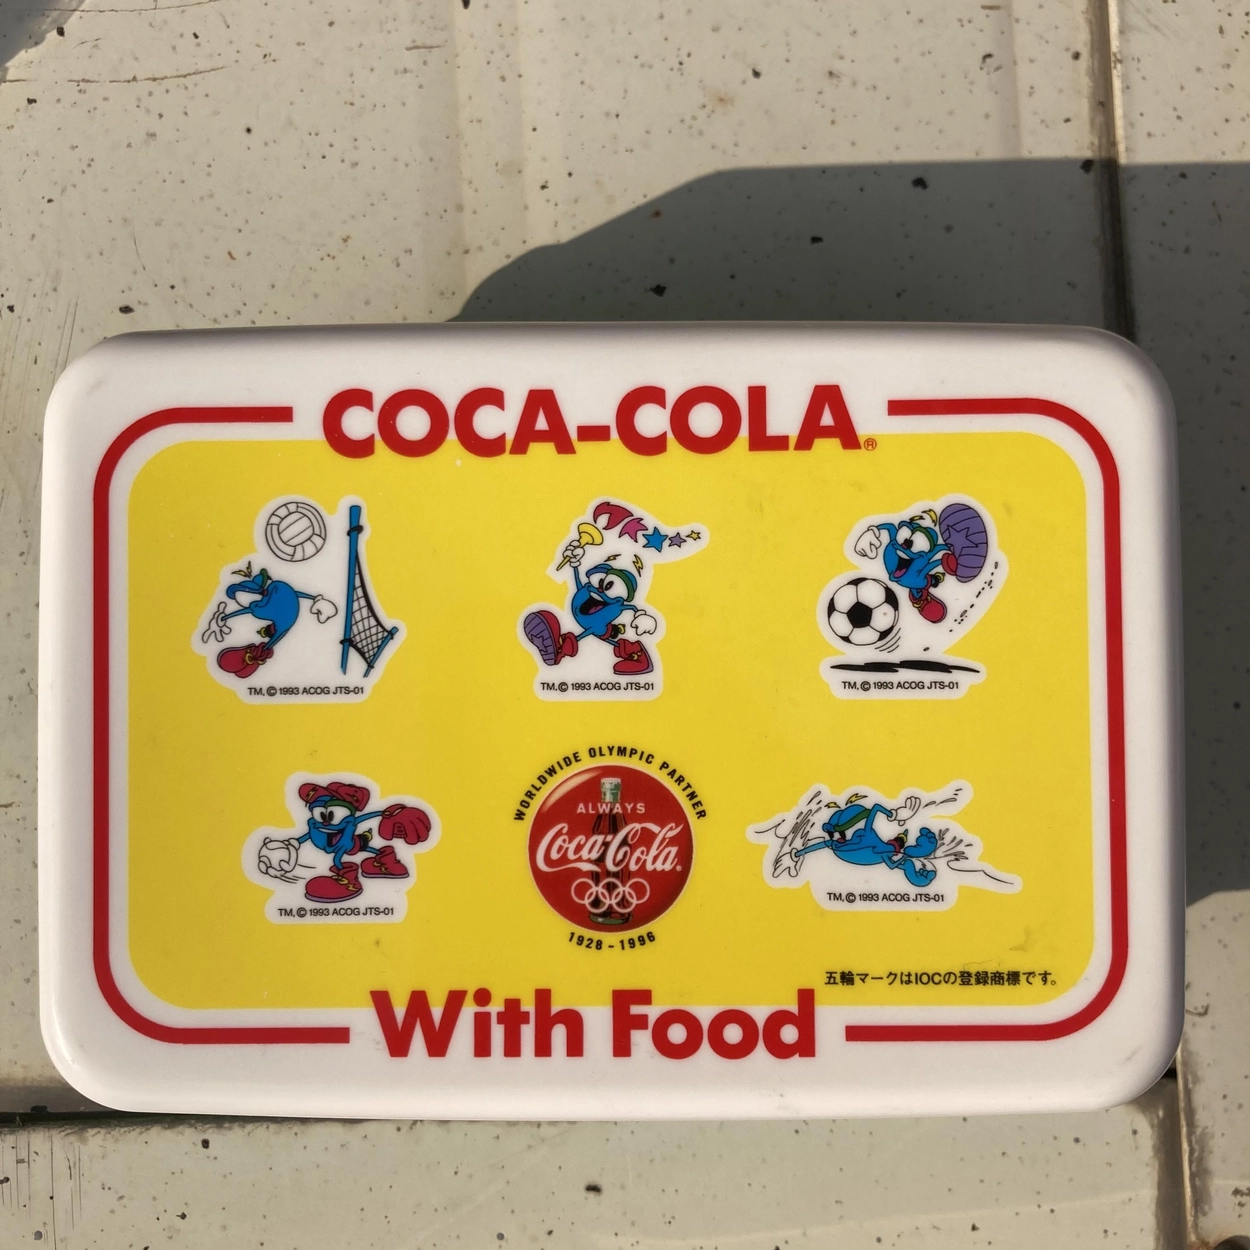 COCA-COLA®
TM,© 1993 ACOG JTS-01
TM,© 1993 ACOG JTS-01
TM,© 1993 ACOG JTS-01
WORLDWIDE OLYMPIC PARTNER
ALWAYS
Coca-Cola
1928-1996
TM,© 1993 ACOG JTS-01
TM,© 1993 ACOG JTS-01
五輪マークはIOCの登録商標です。
With Food